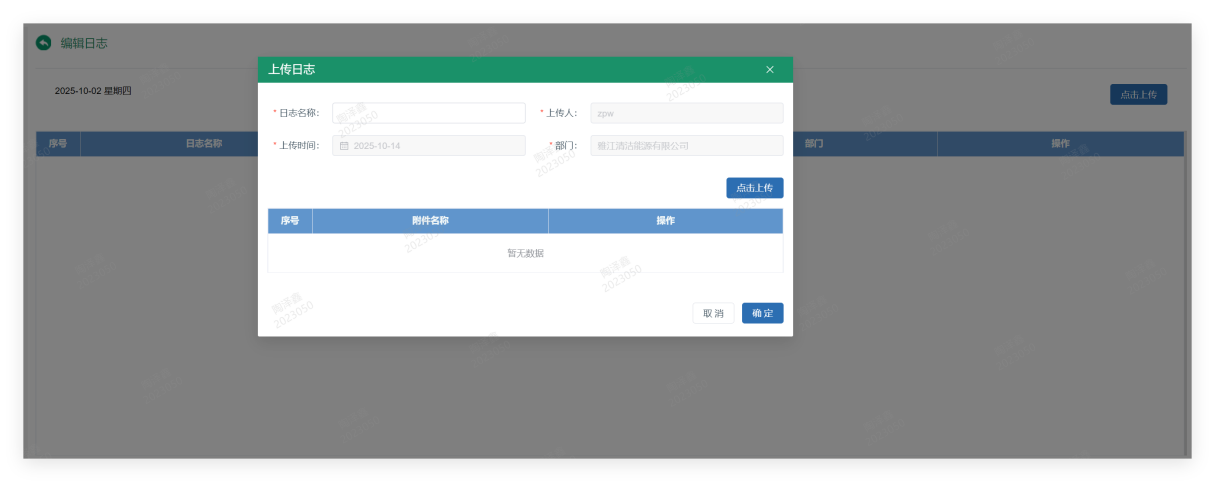 编辑日志
2025-10-02 星期四
点击上传
序号 日志名称 部门 操作
上传日志
* 日志名称:
* 上传人: zpw
* 上传时间: 2025-10-14
* 部门:
点击上传
序号 附件名称 操作
暂无数据
取 消 确 定
2023050